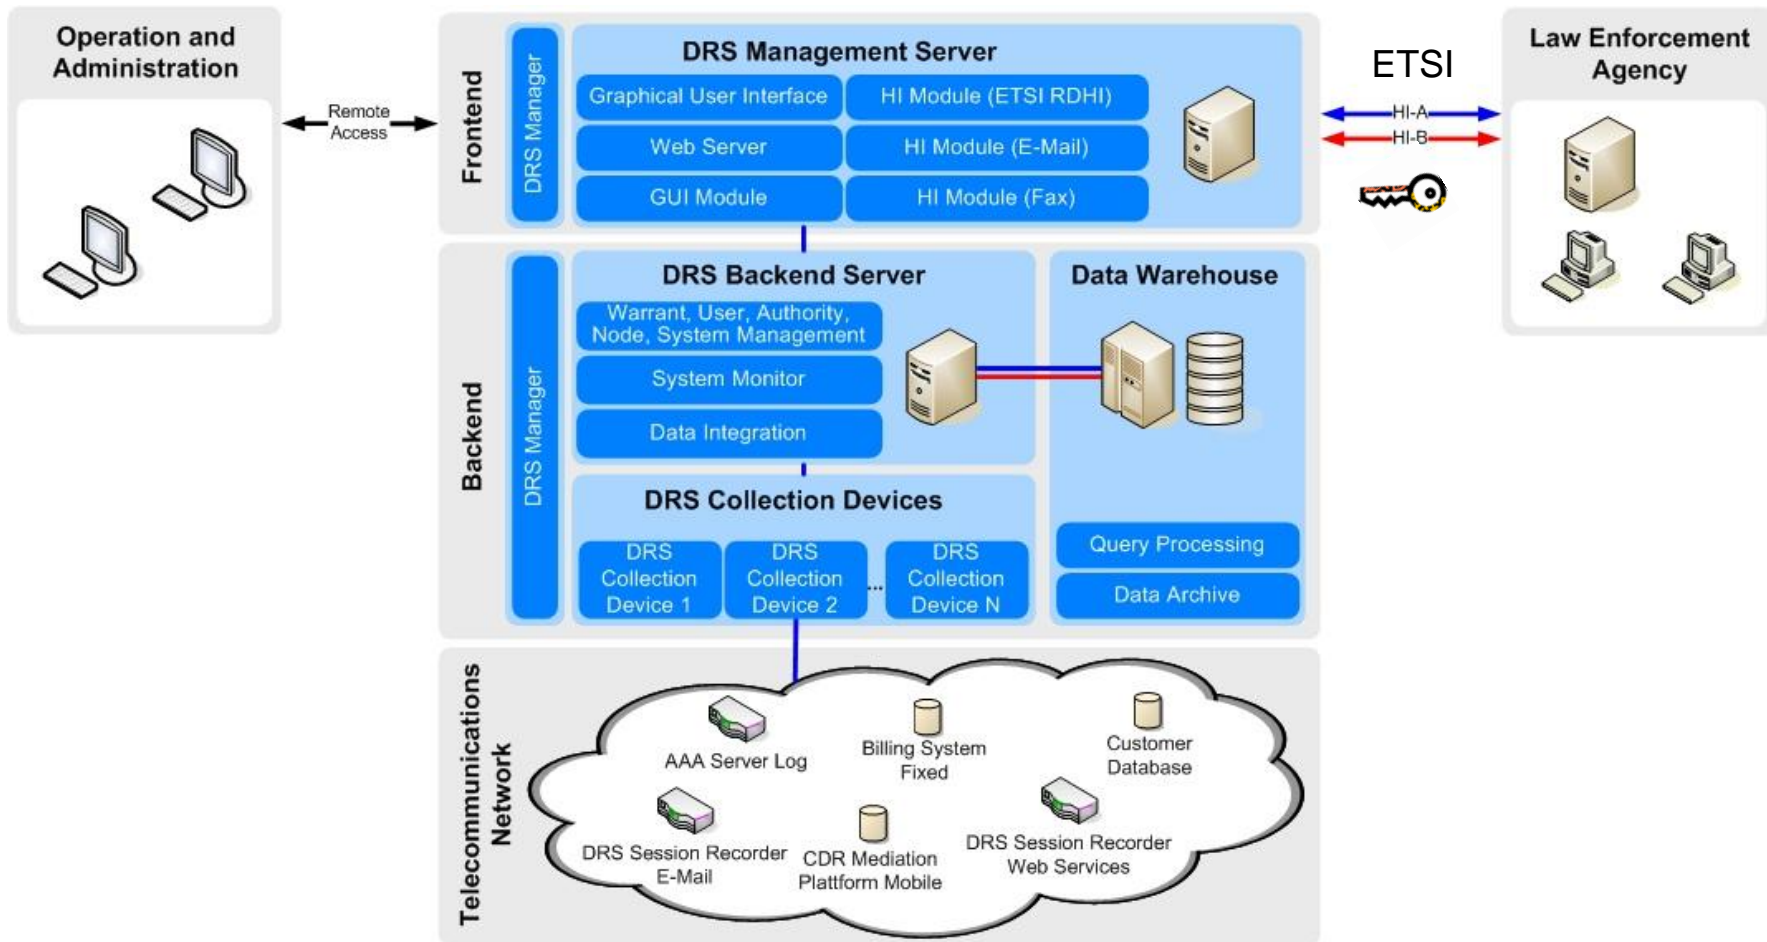 Operation and
Administration
Remote
Access
Frontend
DRS Manager
DRS Management Server
Graphical User Interface
HI Module (ETSI RDHI)
Web Server
HI Module (E-Mail)
GUI Module
HI Module (Fax)
ETSI
HI-A
HI-B
Law Enforcement
Agency
Backend
DRS Manager
DRS Backend Server
Warrant, User, Authority,
Node, System Management
System Monitor
Data Integration
Data Warehouse
Query Processing
Data Archive
DRS Collection Devices
DRS
Collection
Device 1
DRS
Collection
Device 2
...
DRS
Collection
Device N
Telecommunications
Network
AAA Server Log
Billing System
Fixed
Customer
Database
DRS Session Recorder
E-Mail
CDR Mediation
Plattform Mobile
DRS Session Recorder
Web Services